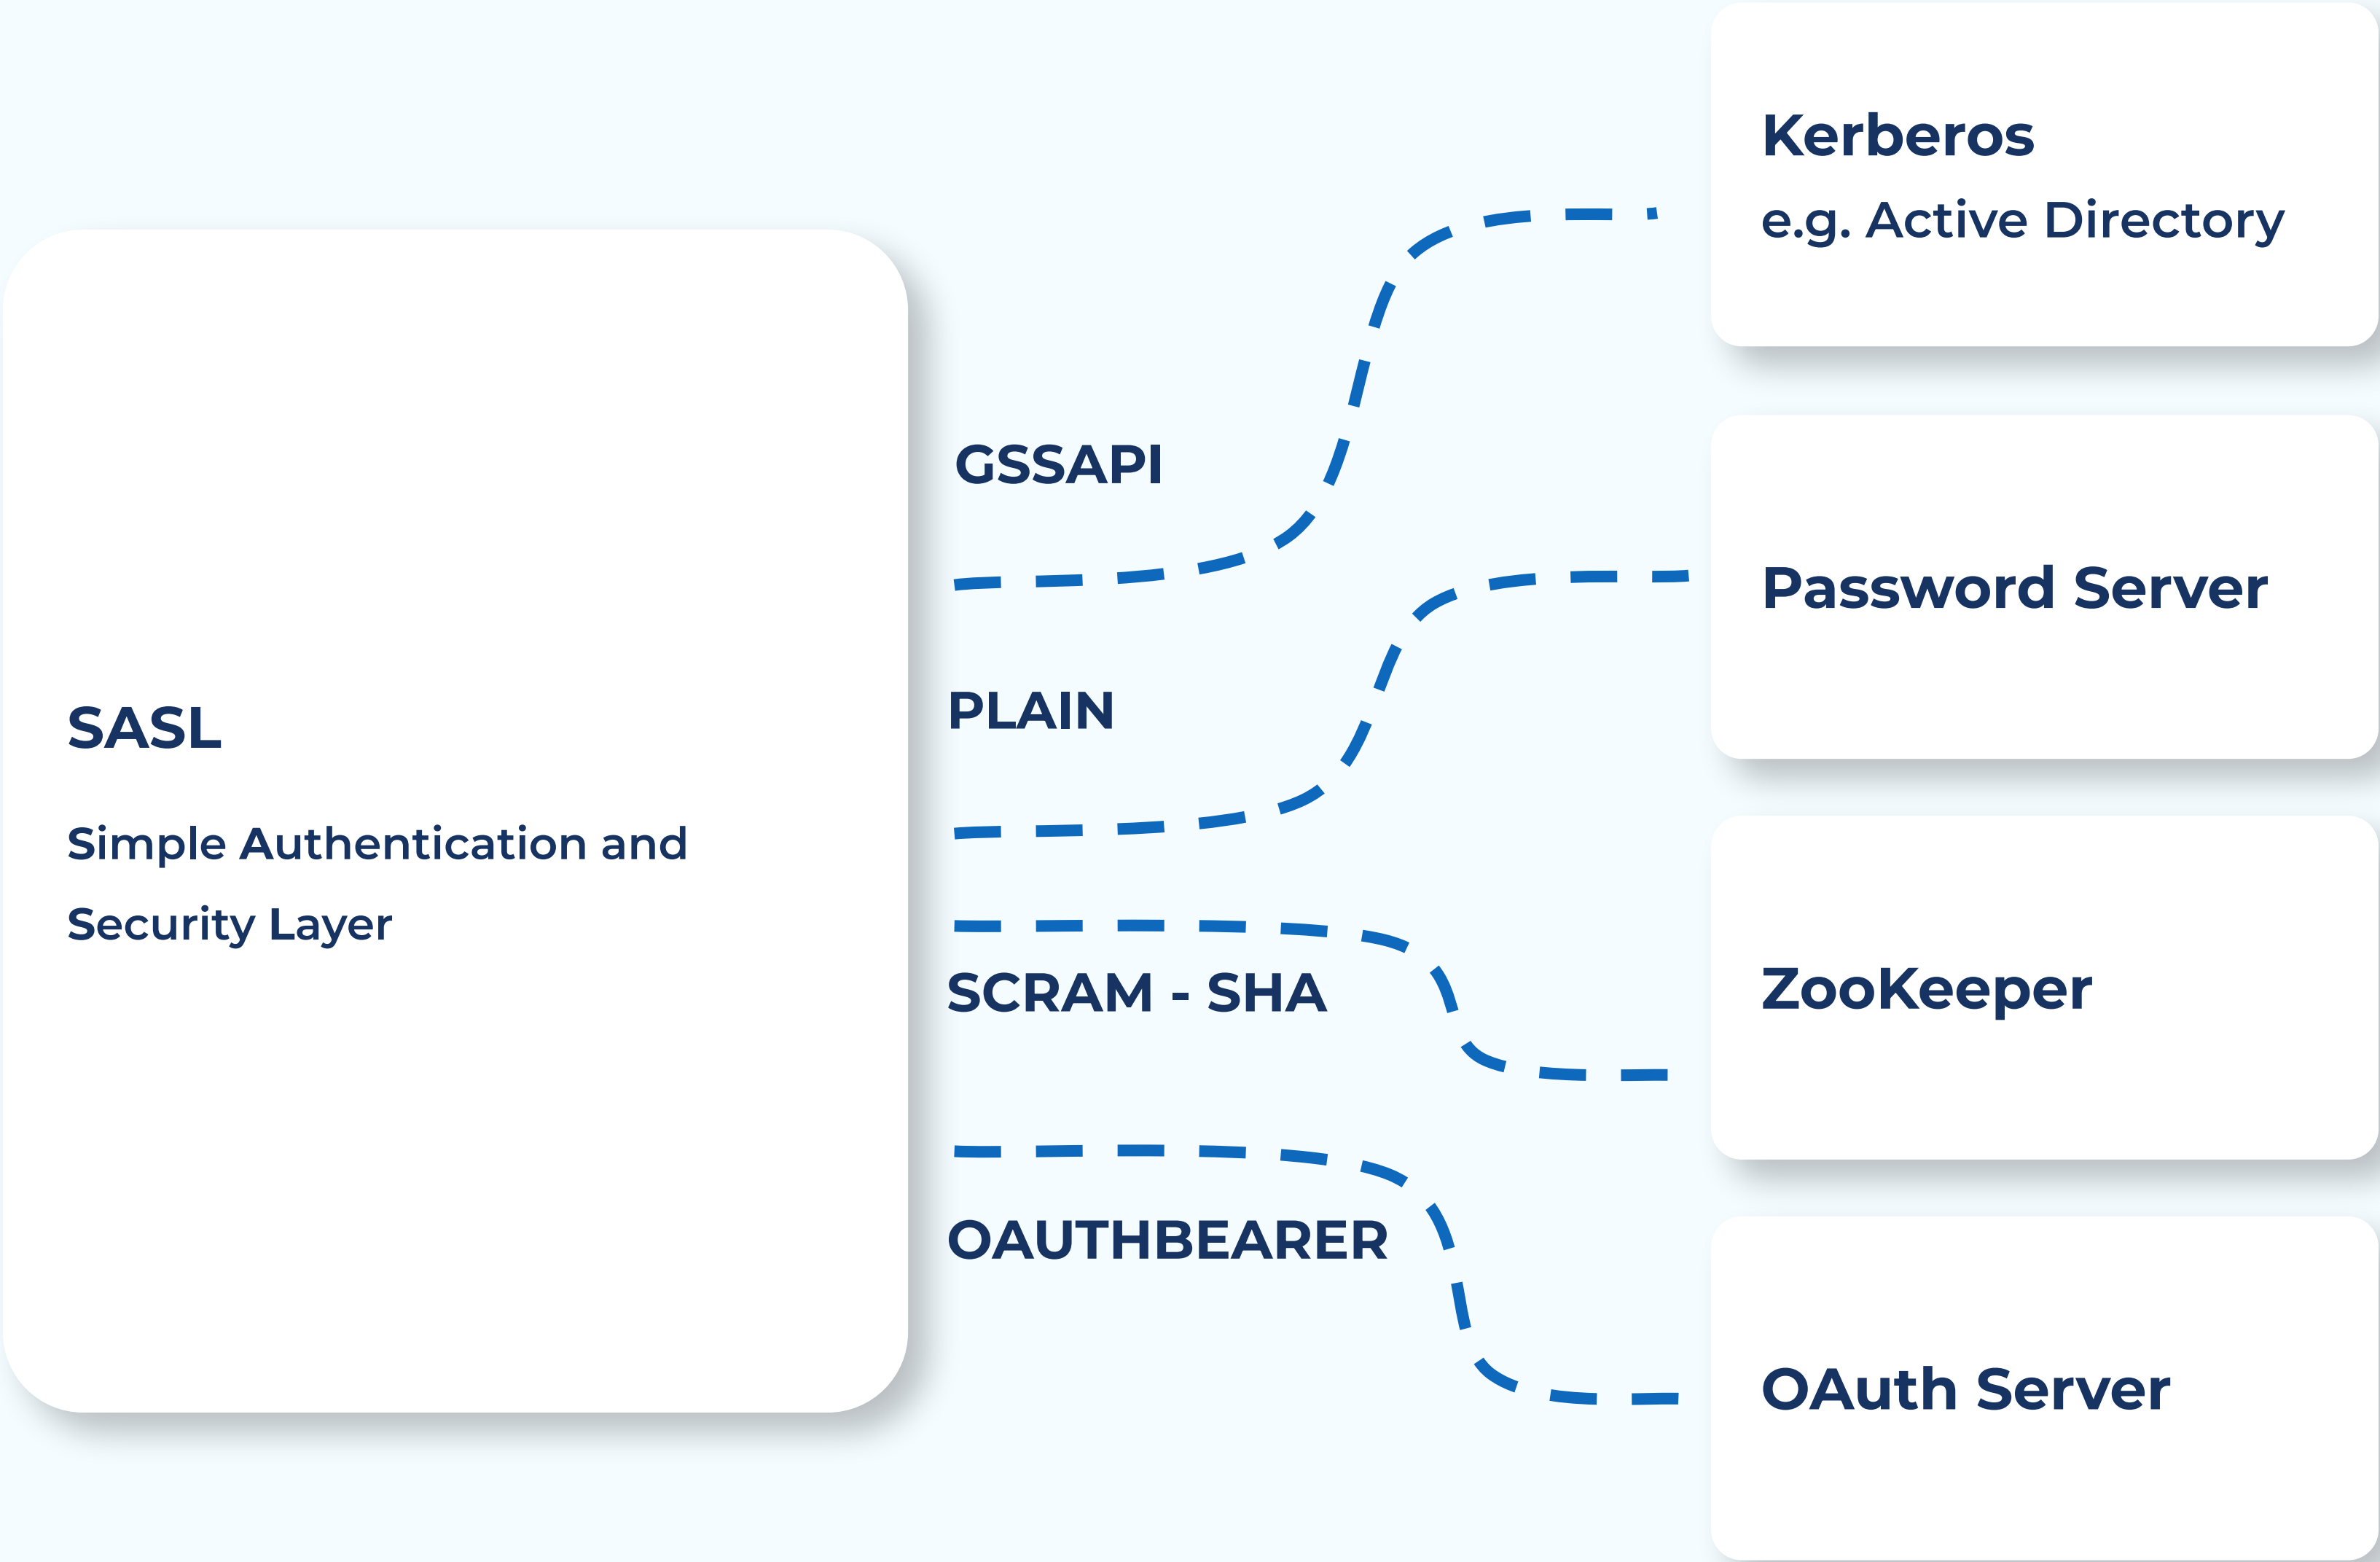 SASL
Simple Authentication and
Security Layer
GSSAPI
PLAIN
SCRAM - SHA
OAUTHBEARER
Kerberos
e.g. Active Directory
Password Server
ZooKeeper
OAuth Server